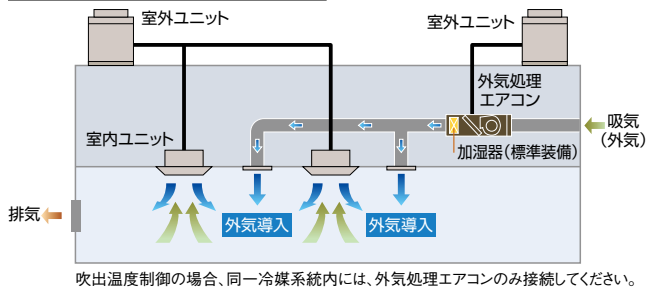 室外ユニット
室外ユニット
外気処理
エアコン
吸気
(外気)
室内ユニット
加湿器(標準装備)
排気
外気導入
外気導入
吹出温度制御の場合、同一冷媒系統内には、外気処理エアコンのみ接続してください。